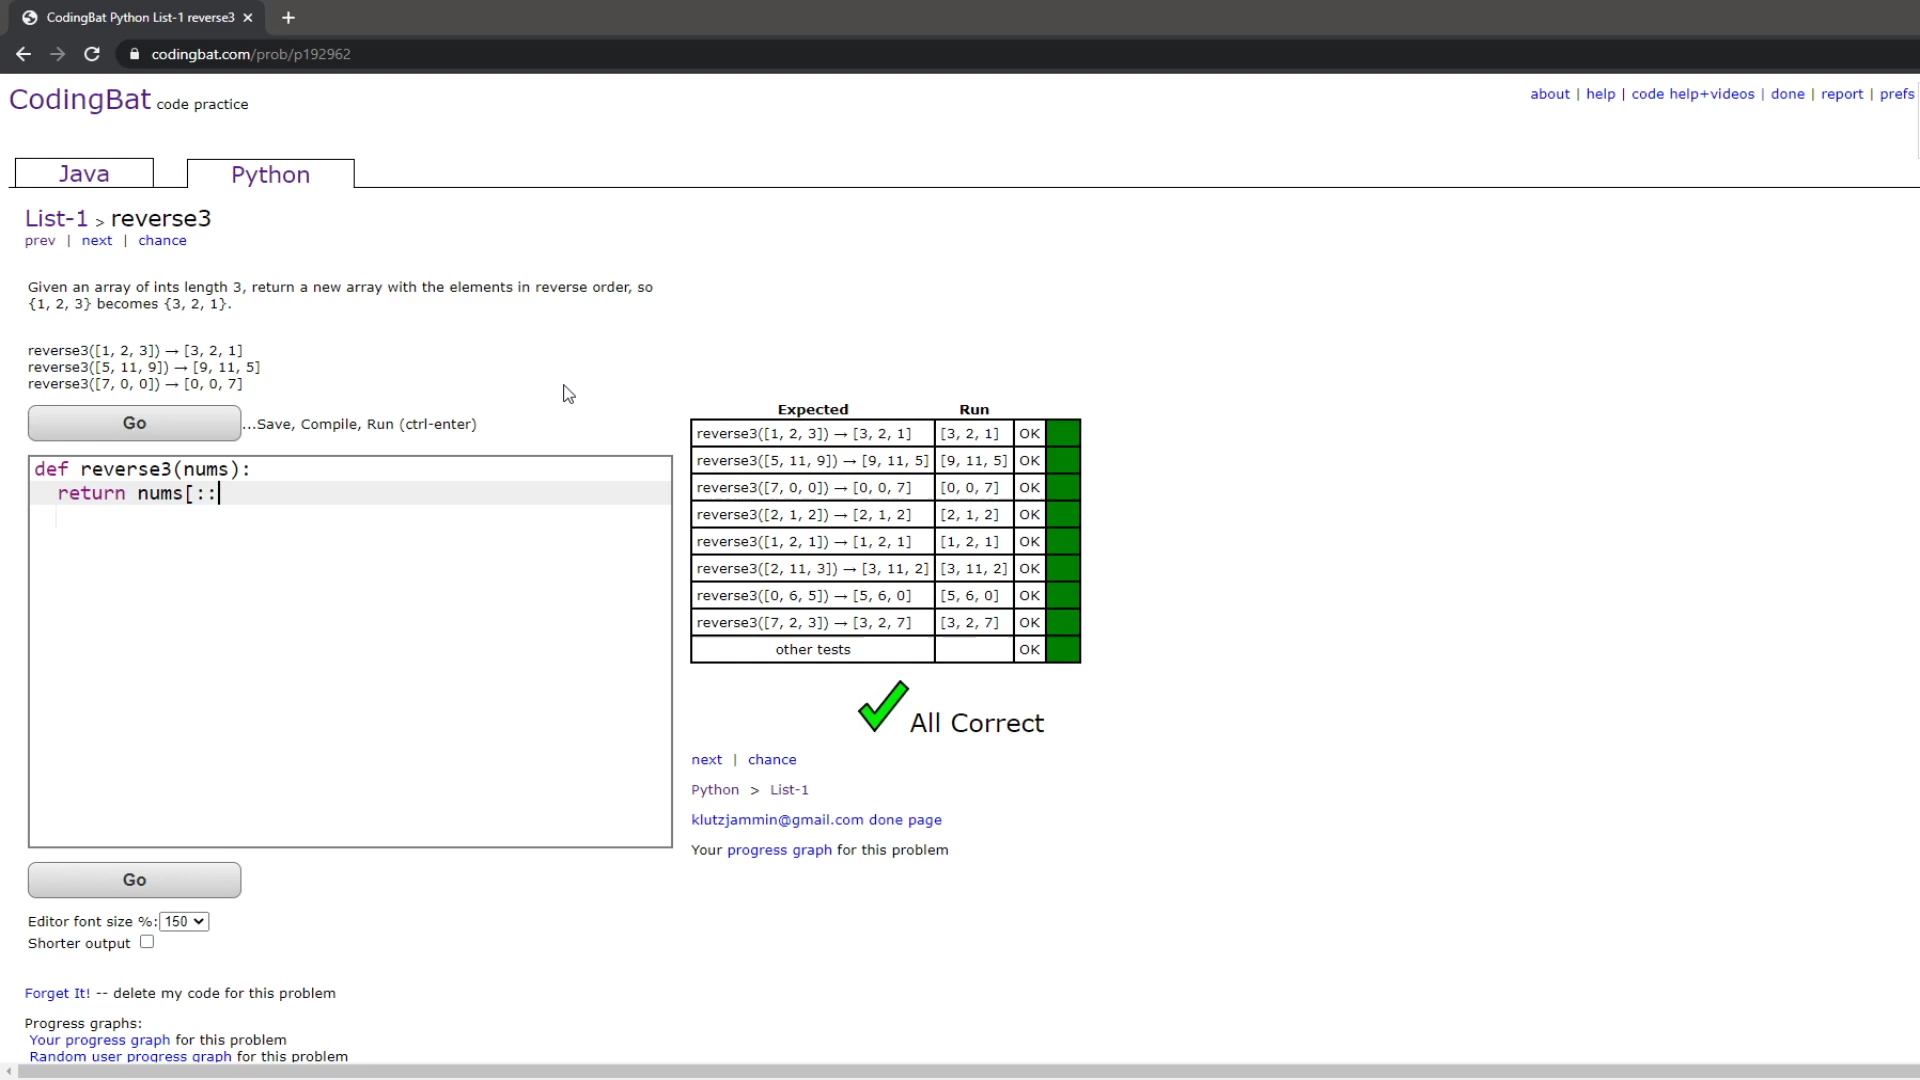 CodingBat Python List-1 reverse3
codingbat.com/prob/p192962
CodingBat code practice
about | help | code help+videos | done | report | prefs
Java
Python
List-1 > reverse3
prev | next | chance
Given an array of ints length 3, return a new array with the elements in reverse order, so
{1, 2, 3} becomes {3, 2, 1}.
reverse3([1, 2, 3]) → [3, 2, 1]
reverse3([5, 11, 9]) → [9, 11, 5]
reverse3([7, 0, 0]) → [0, 0, 7]
Go ...Save, Compile, Run (ctrl-enter)
def reverse3(nums):
return nums[::
Expected Run
reverse3([1, 2, 3]) → [3, 2, 1] [3, 2, 1] OK
reverse3([5, 11, 9]) → [9, 11, 5] [9, 11, 5] OK
reverse3([7, 0, 0]) → [0, 0, 7] [0, 0, 7] OK
reverse3([2, 1, 2]) → [2, 1, 2] [2, 1, 2] OK
reverse3([1, 2, 1]) → [1, 2, 1] [1, 2, 1] OK
reverse3([2, 11, 3]) → [3, 11, 2] [3, 11, 2] OK
reverse3([0, 6, 5]) → [5, 6, 0] [5, 6, 0] OK
reverse3([7, 2, 3]) → [3, 2, 7] [3, 2, 7] OK
other tests OK
All Correct
next | chance
Python > List-1
klutzjammin@gmail.com done page
Your progress graph for this problem
Go
Editor font size %: 150
Shorter output
Forget It! -- delete my code for this problem
Progress graphs:
Your progress graph for this problem
Random user progress graph for this problem